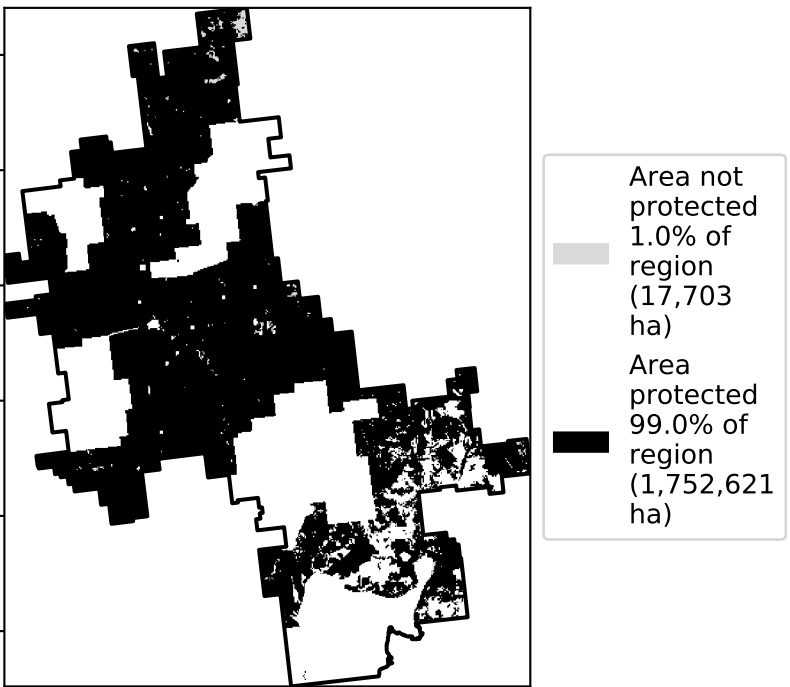 Area not
protected
1.0% of
region
(17,703
ha)
Area
protected
99.0% of
region
(1,752,621
ha)